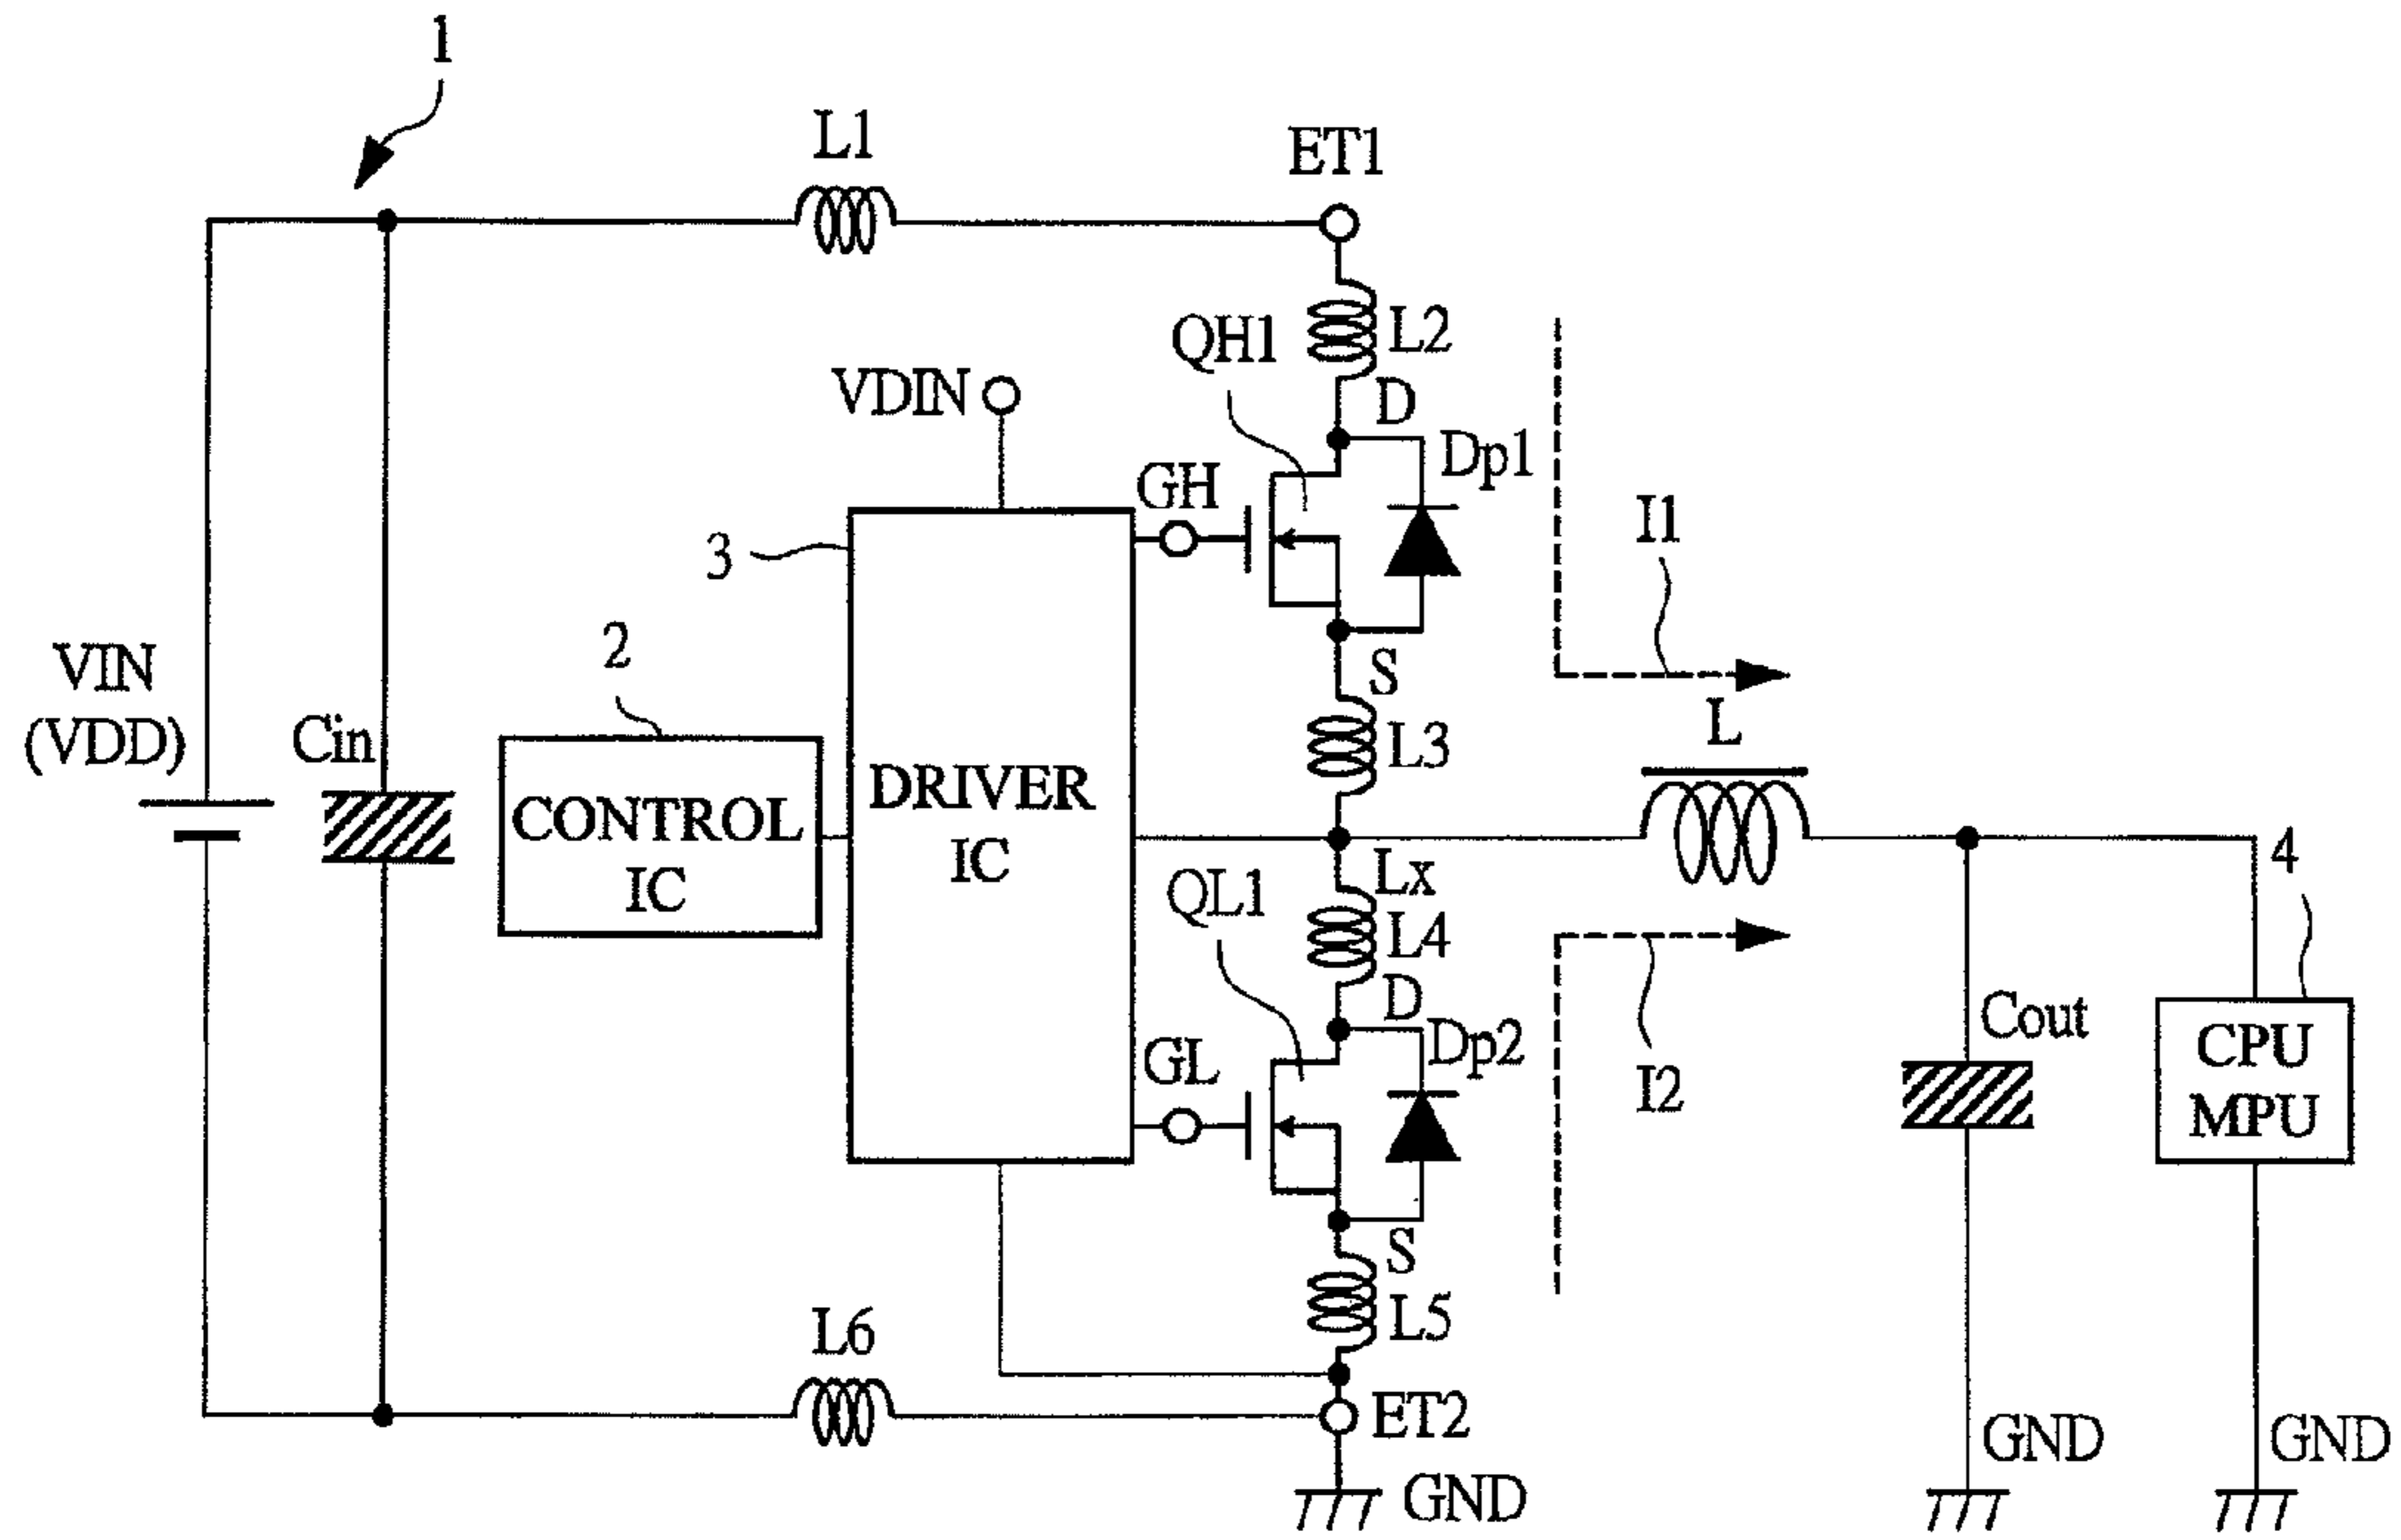 1
L1
ET1
L2
QH1
VDIN
D
Dp1
GH
I1
3
2
S
VIN
(VDD)
Cin
L
L3
CONTROL
IC
DRIVER
IC
Lx
4
QL1
L4
D
Dp2
Cout
GL
I2
CPU
MPU
S
L5
L6
ET2
GND
GND
GND